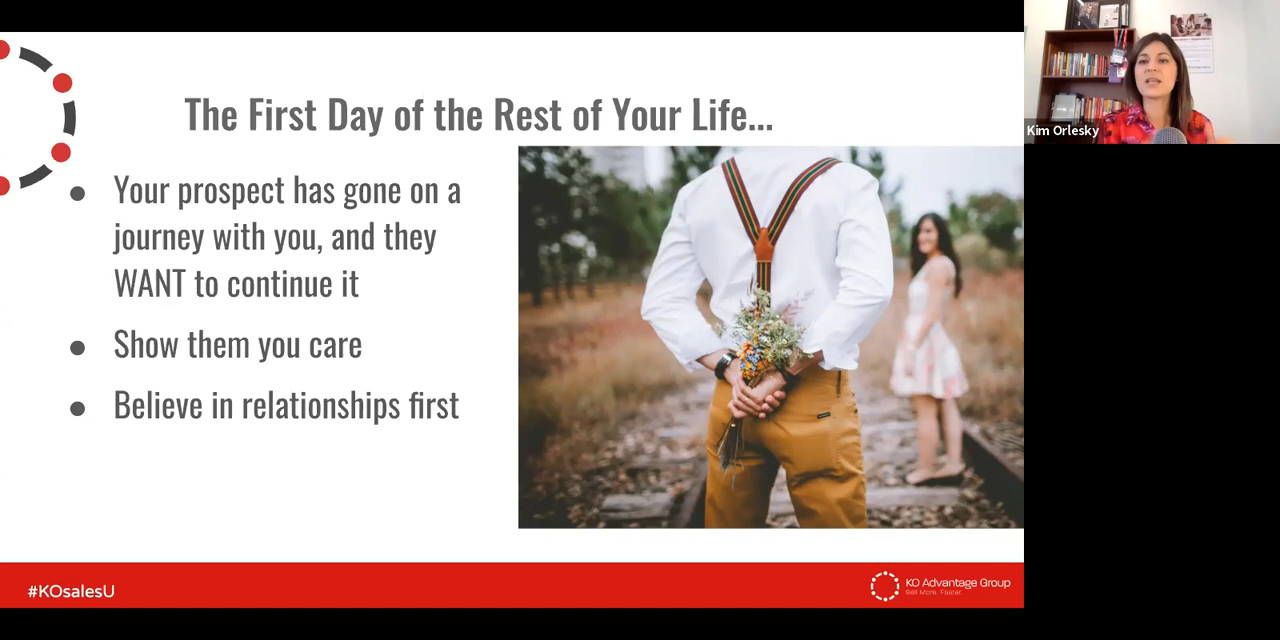 The First Day of the Rest of Your Life...
● Your prospect has gone on a
journey with you, and they
WANT to continue it
● Show them you care
● Believe in relationships first
#KOsalesU
KO Advantage Group
Sell More. Faster.
Kim Orlesky